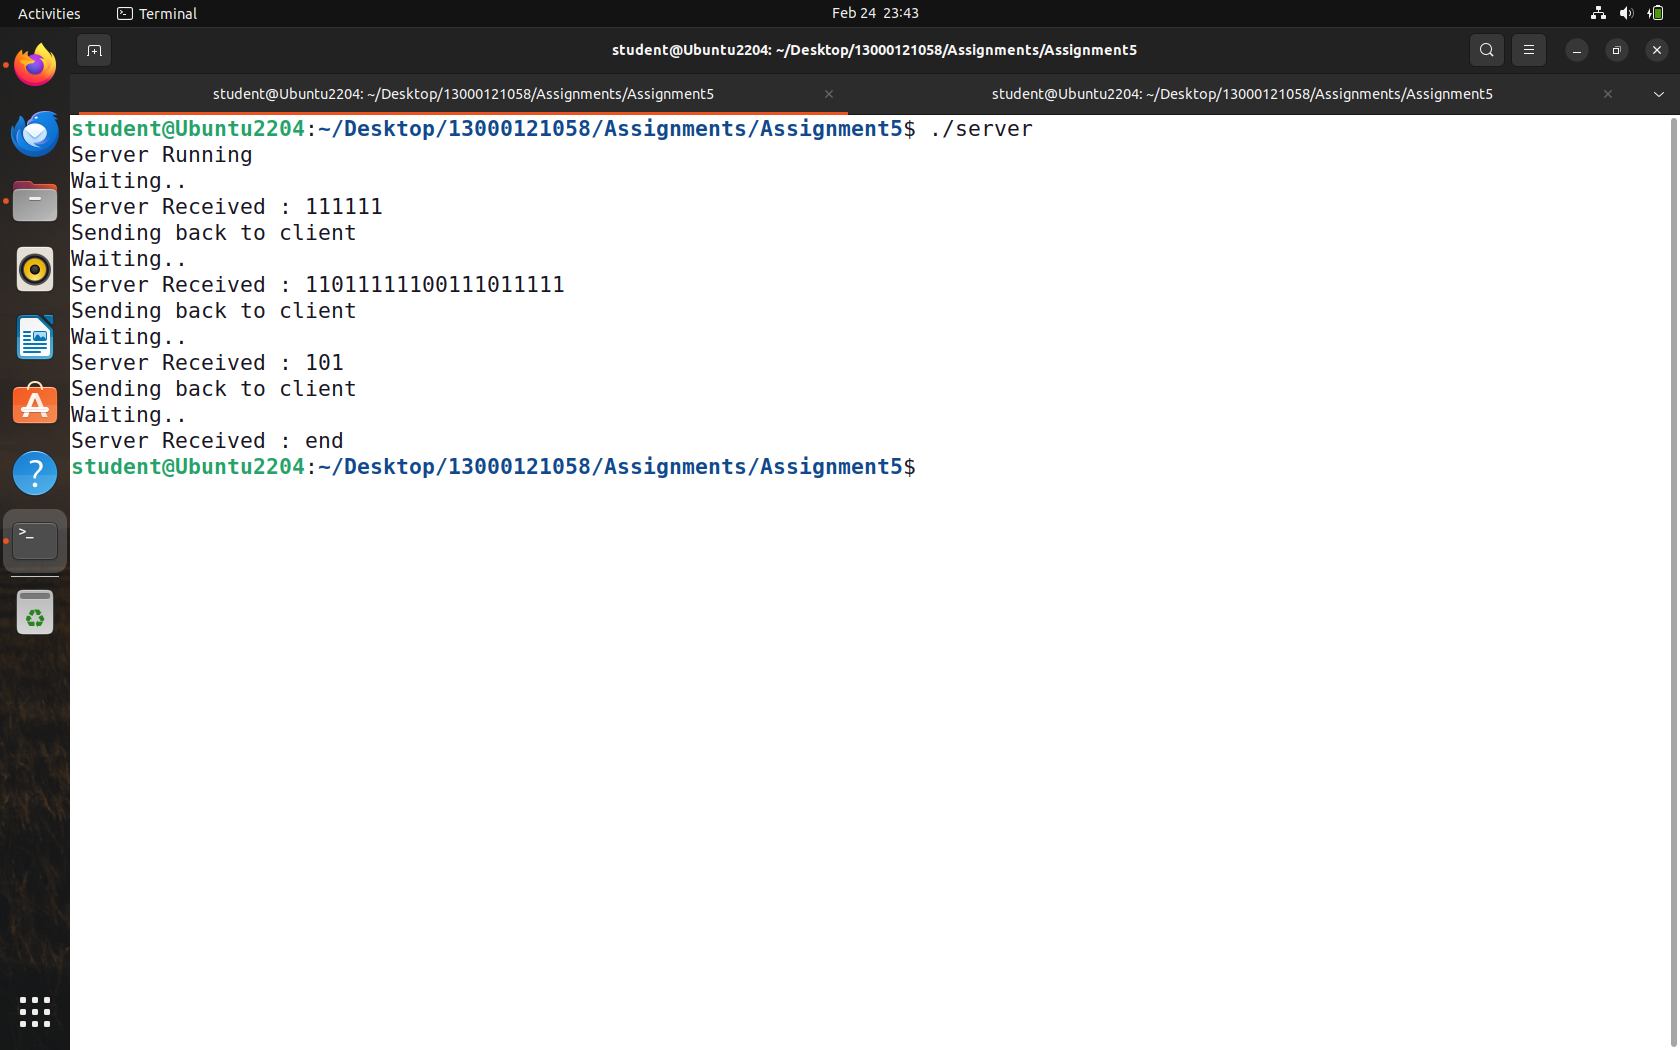 Activities
Terminal
Feb 24 23:43
student@Ubuntu2204: ~/Desktop/13000121058/Assignments/Assignment5
student@Ubuntu2204: ~/Desktop/13000121058/Assignments/Assignment5
student@Ubuntu2204: ~/Desktop/13000121058/Assignments/Assignment5
student@Ubuntu2204:~/Desktop/13000121058/Assignments/Assignment5$ ./server
Server Running
Waiting..
Server Received : 111111
Sending back to client
Waiting..
Server Received : 11011111100111011111
Sending back to client
Waiting..
Server Received : 101
Sending back to client
Waiting..
Server Received : end
student@Ubuntu2204:~/Desktop/13000121058/Assignments/Assignment5$